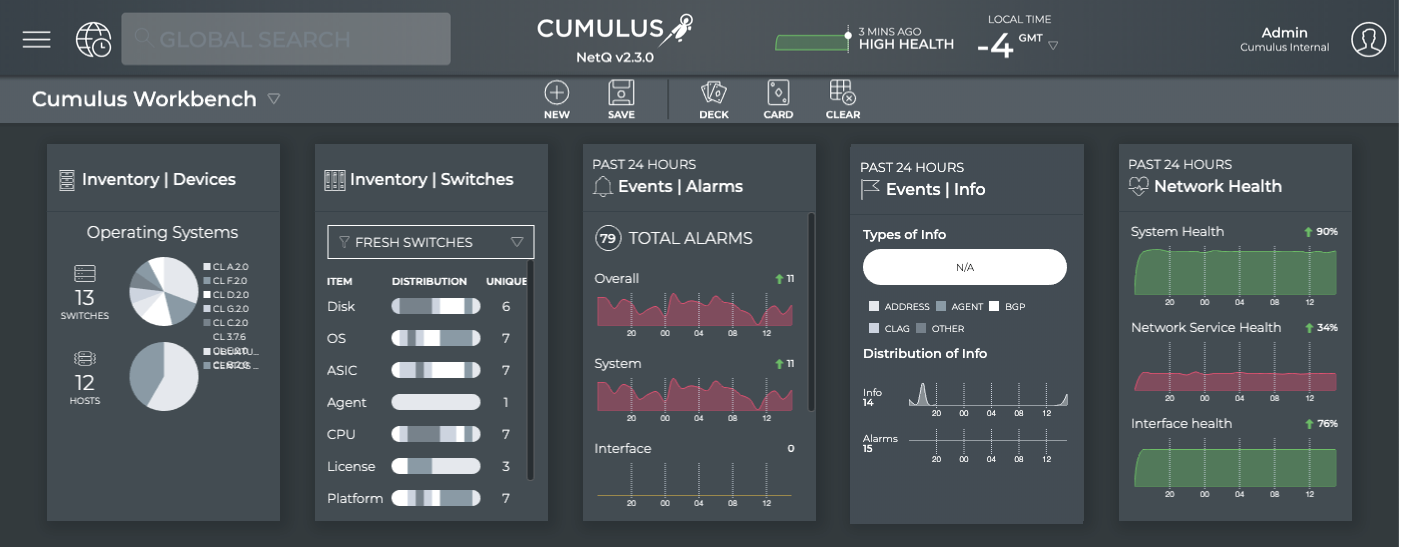 GLOBAL SEARCH
CUMULUS
NetQ v2.3.0
3 MINS AGO
HIGH HEALTH
LOCAL TIME
-4 GMT
Admin
Cumulus Internal
Cumulus Workbench
NEW
SAVE
DECK
CARD
CLEAR
Inventory | Devices
Operating Systems
13
SWITCHES
CL A.2.0
CL F.2.0
CL D.2.0
CL G.2.0
CL C.2.0
CL 3.7.6
12
HOSTS
Inventory | Switches
FRESH SWITCHES
ITEM DISTRIBUTION UNIQUE
Disk 6
OS 7
ASIC 7
Agent 1
CPU 7
License 3
Platform 7
PAST 24 HOURS
Events | Alarms
79 TOTAL ALARMS
Overall 11
20 00 04 08 12
System 11
20 00 04 08 12
Interface 0
20 00 04 08 12
PAST 24 HOURS
Events | Info
Types of Info
N/A
ADDRESS AGENT BGP
CLAG OTHER
Distribution of Info
Info
14
20 00 04 08 12
Alarms
15
20 00 04 08 12
PAST 24 HOURS
Network Health
System Health 90%
20 00 04 08 12
Network Service Health 34%
20 00 04 08 12
Interface health 76%
20 00 04 08 12